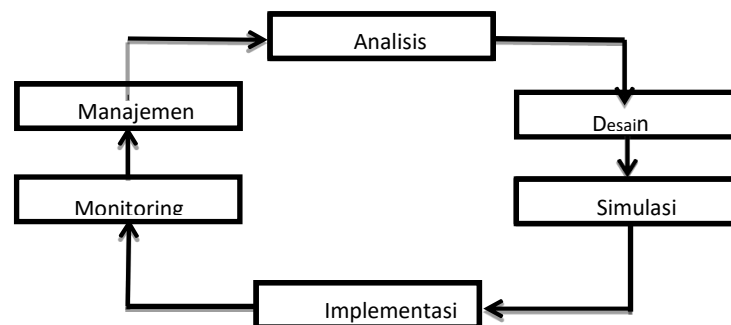 Analisis
Manajemen
Desain
Monitoring
Simulasi
Implementasi